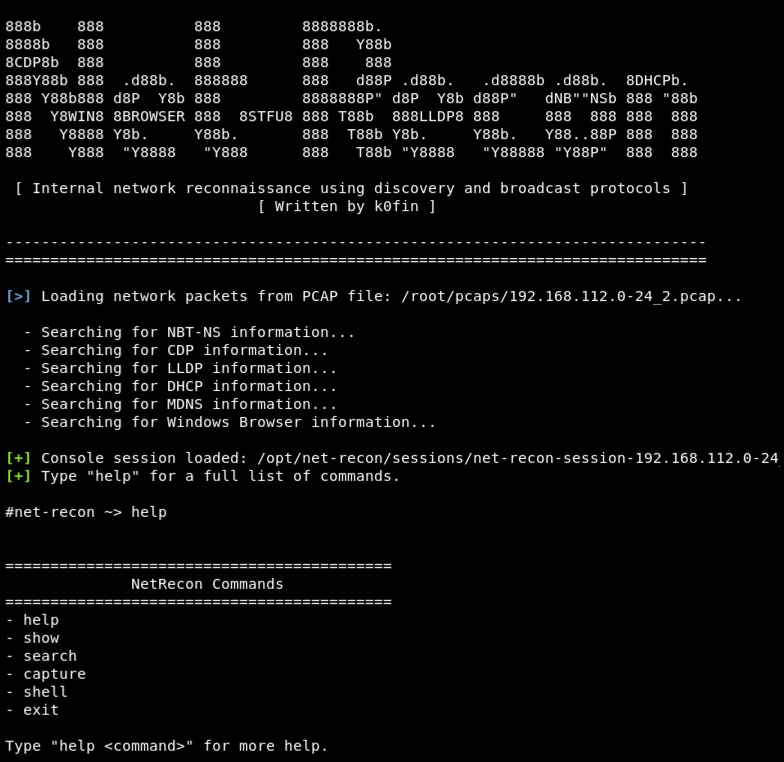 888b    888          888         8888888b.
8888b   888          888         888   Y88b
8CDP8b  888          888         888    888
888Y88b 888  .d88b.  888888      888   d88P .d88b.   .d8888b .d88b.  8DHCPb.
888 Y88b888 d8P  Y8b 888         8888888P" d8P  Y8b d88P"   dNB""NSb 888 "88b
888  Y8WIN8 8BROWSER 888  8STFU8 888 T88b  888LLDP8 888     888  888 888  888
888   Y8888 Y8b.     Y88b.       888  T88b Y8b.     Y88b.   Y88..88P 888  888
888    Y888  "Y8888   "Y888      888   T88b "Y8888   "Y88888 "Y88P"  888  888
[ Internal network reconnaissance using discovery and broadcast protocols ]
[ Written by k0fin ]
------------------------------------------------------------------------------
==============================================================================
[>] Loading network packets from PCAP file: /root/pcaps/192.168.112.0-24_2.pcap...
- Searching for NBT-NS information...
- Searching for CDP information...
- Searching for LLDP information...
- Searching for DHCP information...
- Searching for MDNS information...
- Searching for Windows Browser information...
[+] Console session loaded: /opt/net-recon/sessions/net-recon-session-192.168.112.0-24_
[+] Type "help" for a full list of commands.
#net-recon ~> help
===========================================
NetRecon Commands
===========================================
- help
- show
- search
- capture
- shell
- exit
Type "help <command>" for more help.